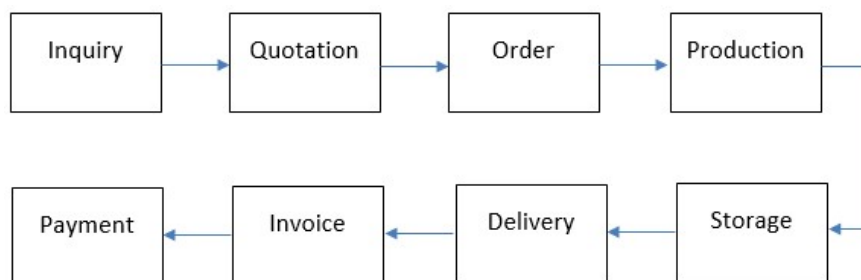 Inquiry
Quotation
Order
Production
Storage
Delivery
Invoice
Payment